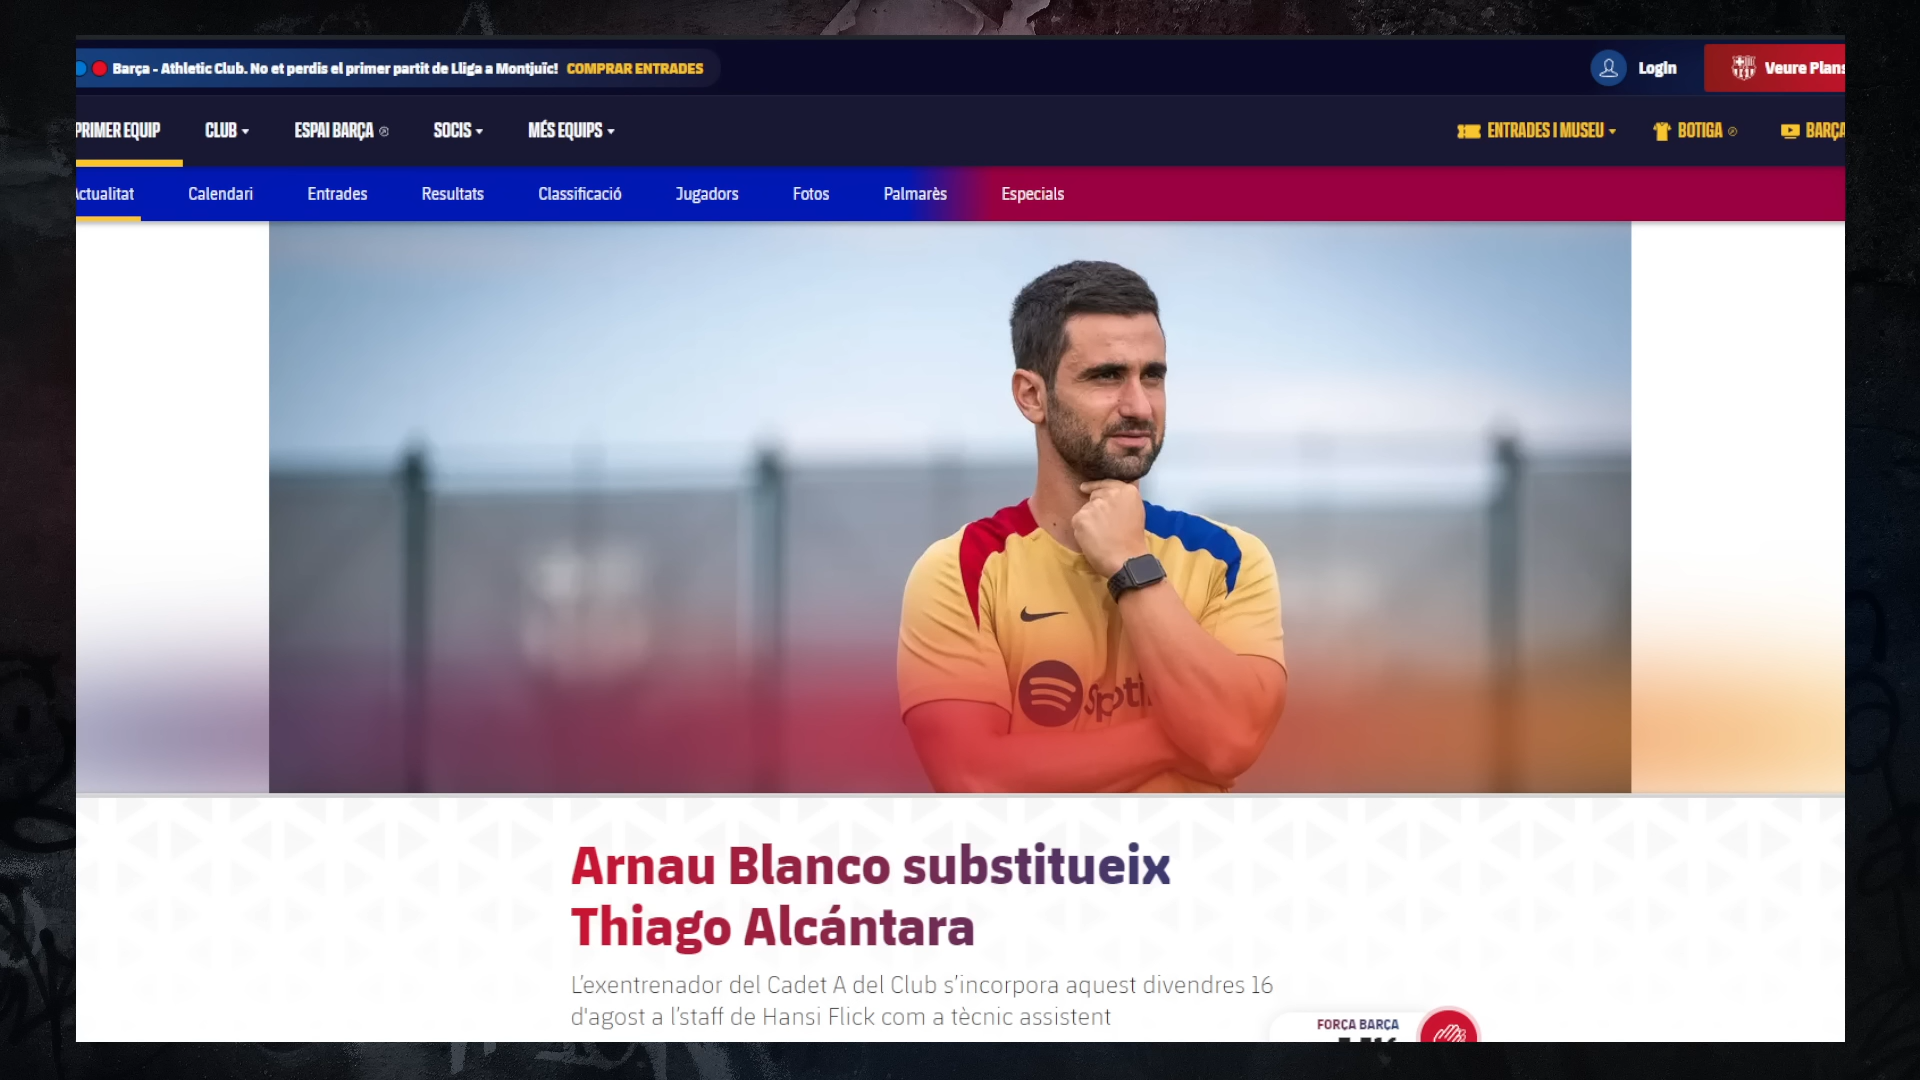 Barça - Athletic Club. No et perdis el primer partit de Lliga a Montjuïc! COMPRAR ENTRADES
Login
Veure Plans
PRIMER EQUIP
CLUB
ESPAI BARÇA
SOCIS
MÉS EQUIPS
ENTRADES I MUSEU
BOTIGA
BARÇA
Actualitat
Calendari
Entrades
Resultats
Classificació
Jugadors
Fotos
Palmarès
Especials
Spotif
Arnau Blanco substitueix
Thiago Alcántara
L'exentrenador del Cadet A del Club s'incorpora aquest divendres 16
d'agost a l'staff de Hansi Flick com a tècnic assistent
FORÇA BARÇA